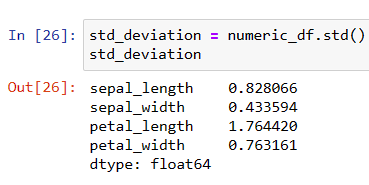 In [26]: std_deviation = numeric_df.std()
std_deviation
Out[26]: sepal_length    0.828066
sepal_width     0.433594
petal_length    1.764420
petal_width     0.763161
dtype: float64